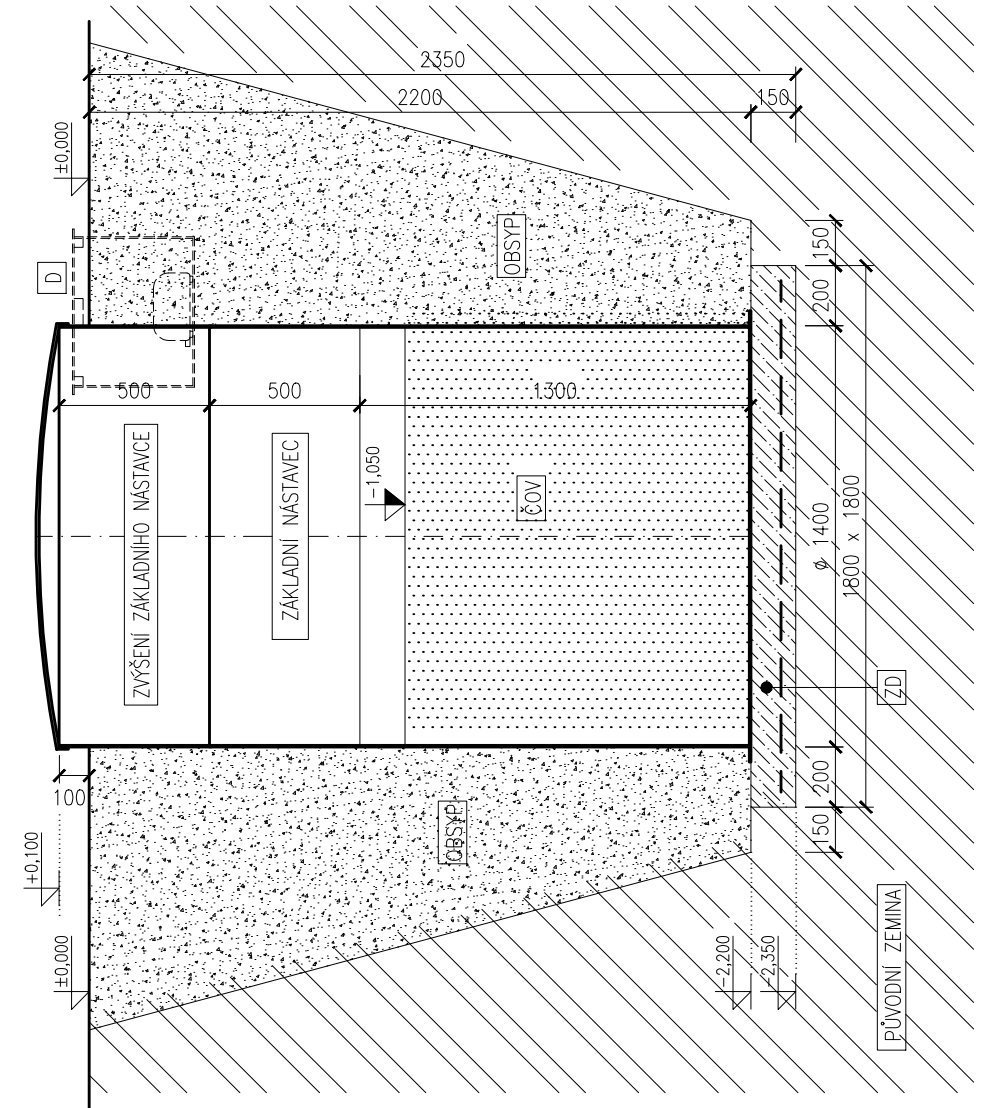 2350
2200
150
±0,000
D
OBSYP
150
200
500
500
1300
ZVÝŠENÍ ZÁKLADNÍHO NÁSTAVCE
ZÁKLADNÍ NÁSTAVEC
-1,050
ČOV
ϕ 1400
1800 x 1800
ZD
100
OBSYP
200
150
+0,100
±0,000
-2,200
-2,350
PŮVODNÍ ZEMINA